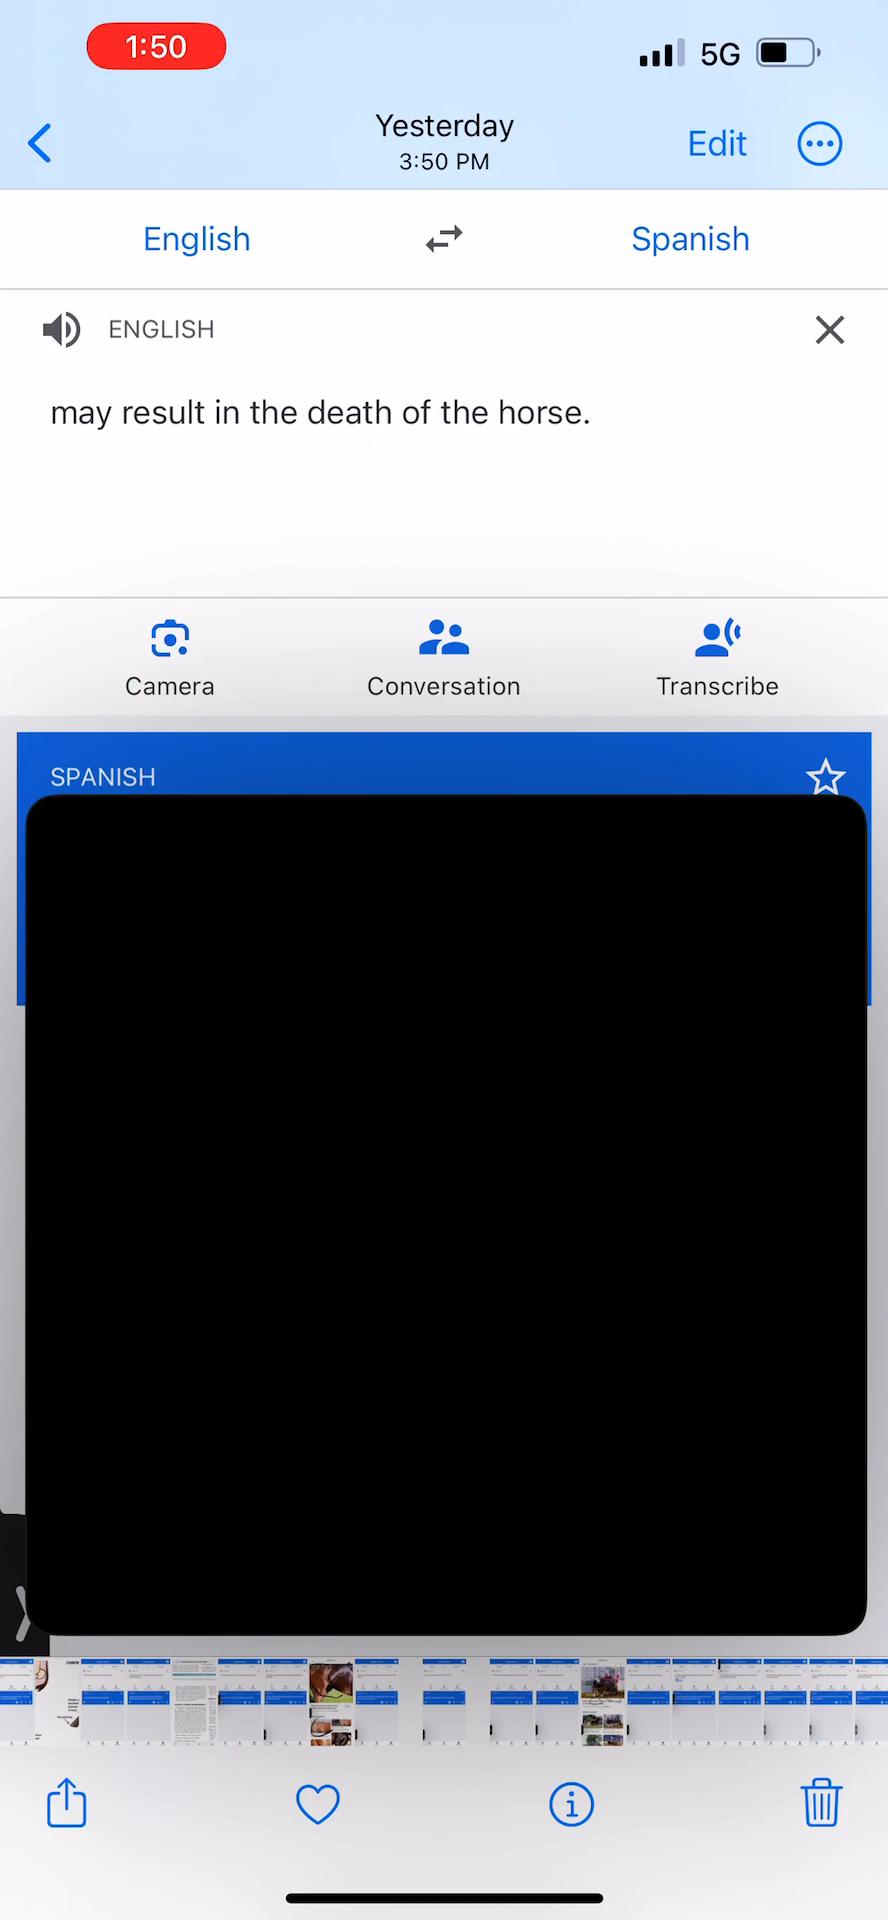 1:50
5G
Yesterday
3:50 PM
Edit
English
Spanish
ENGLISH
may result in the death of the horse.
Camera
Conversation
Transcribe
SPANISH